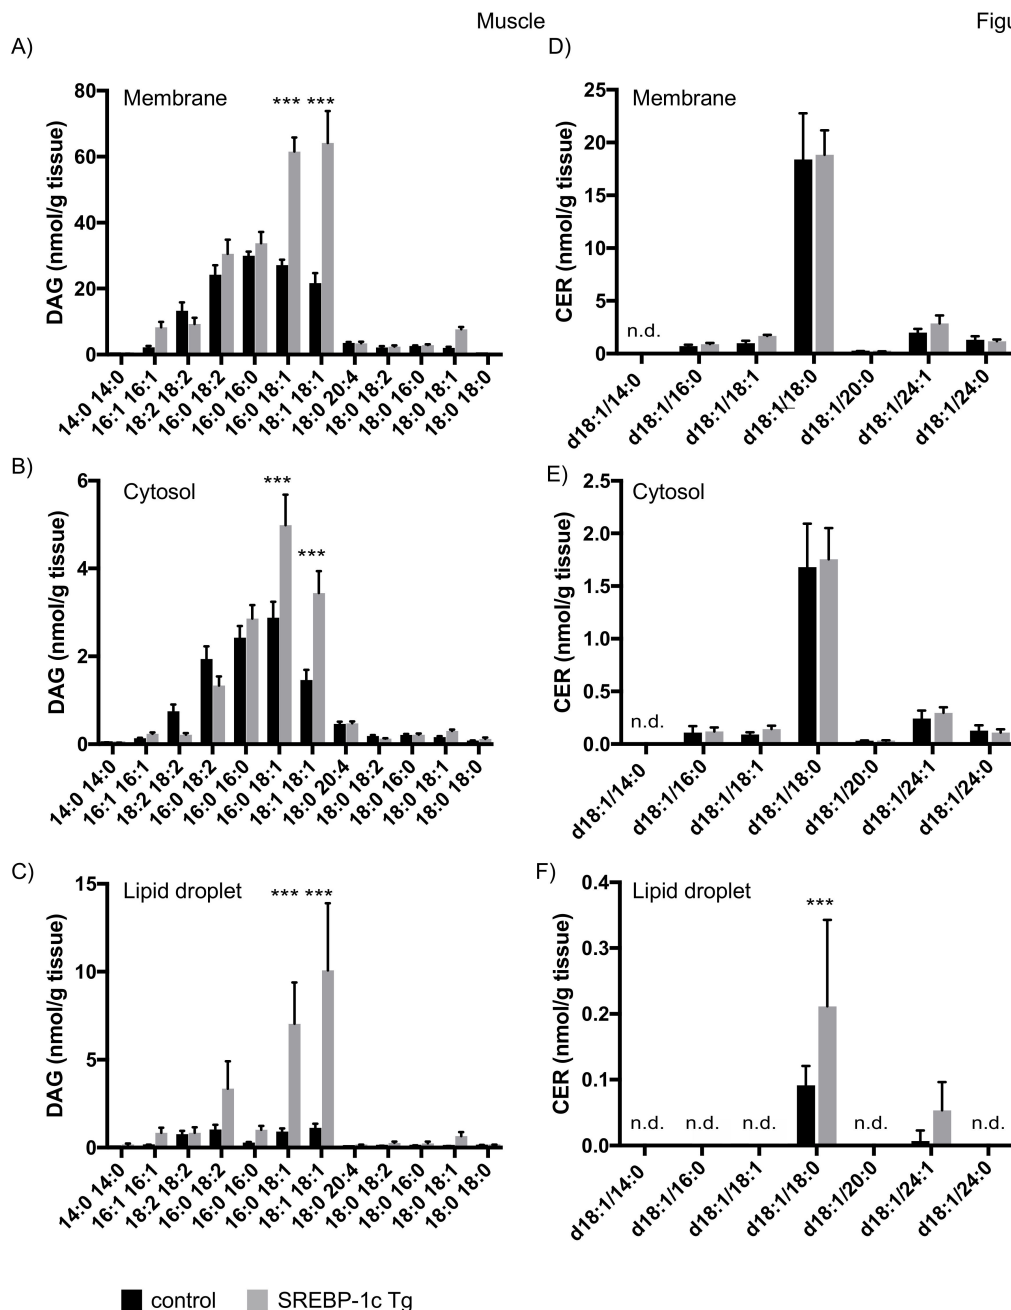 Muscle
Figu
A)
Membrane
*** ***
DAG (nmol/g tissue)
80
60
40
20
0
14:0 14:0
16:1 16:1
18:2 18:2
16:0 18:2
16:0 16:0
16:0 18:1
18:1 18:1
18:0 20:4
18:0 18:2
18:0 16:0
18:0 18:1
18:0 18:0
D)
Membrane
CER (nmol/g tissue)
25
20
15
10
5
0
n.d.
d18:1/14:0
d18:1/16:0
d18:1/18:1
d18:1/18:0
d18:1/20:0
d18:1/24:1
d18:1/24:0
B)
Cytosol
***
***
DAG (nmol/g tissue)
6
4
2
0
14:0 14:0
16:1 16:1
18:2 18:2
16:0 18:2
16:0 16:0
16:0 18:1
18:1 18:1
18:0 20:4
18:0 18:2
18:0 16:0
18:0 18:1
18:0 18:0
E)
Cytosol
CER (nmol/g tissue)
2.5
2.0
1.5
1.0
0.5
0.0
n.d.
d18:1/14:0
d18:1/16:0
d18:1/18:1
d18:1/18:0
d18:1/20:0
d18:1/24:1
d18:1/24:0
C)
Lipid droplet
*** ***
DAG (nmol/g tissue)
15
10
5
0
14:0 14:0
16:1 16:1
18:2 18:2
16:0 18:2
16:0 16:0
16:0 18:1
18:1 18:1
18:0 20:4
18:0 18:2
18:0 16:0
18:0 18:1
18:0 18:0
F)
Lipid droplet
***
CER (nmol/g tissue)
0.4
0.3
0.2
0.1
0.0
n.d. n.d. n.d. n.d. n.d.
d18:1/14:0
d18:1/16:0
d18:1/18:1
d18:1/18:0
d18:1/20:0
d18:1/24:1
d18:1/24:0
control SREBP-1c Tg